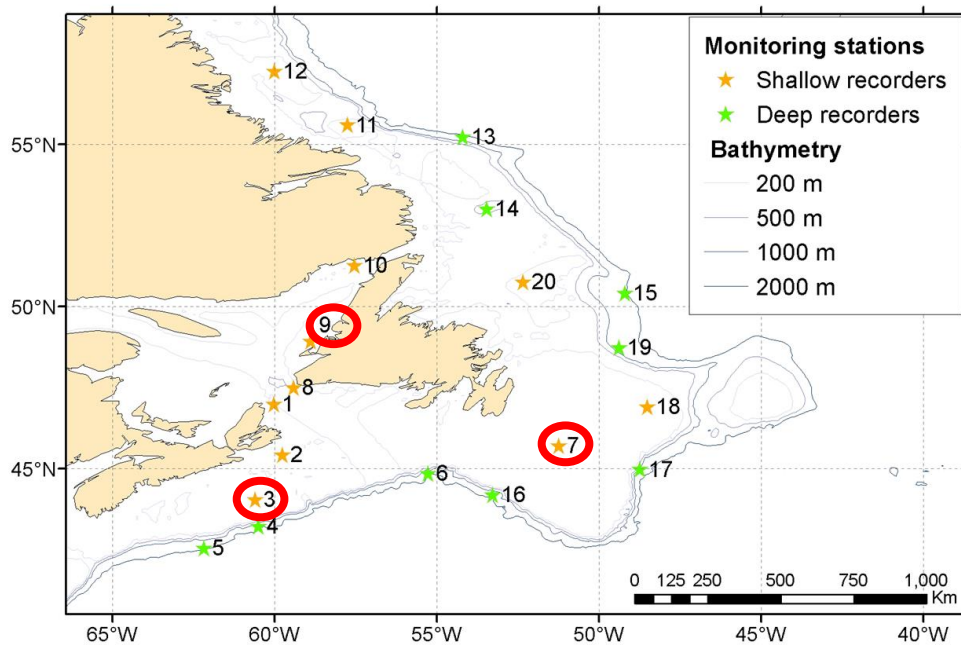 Monitoring stations
Shallow recorders
Deep recorders
Bathymetry
200 m
500 m
1000 m
2000 m
12
11
13
55°N
14
10
20
15
50°N
9
19
8
1
18
7
2
45°N
6
17
16
3
4
5
0 125 250 500 750 1,000
Km
65°W 60°W 55°W 50°W 45°W 40°W